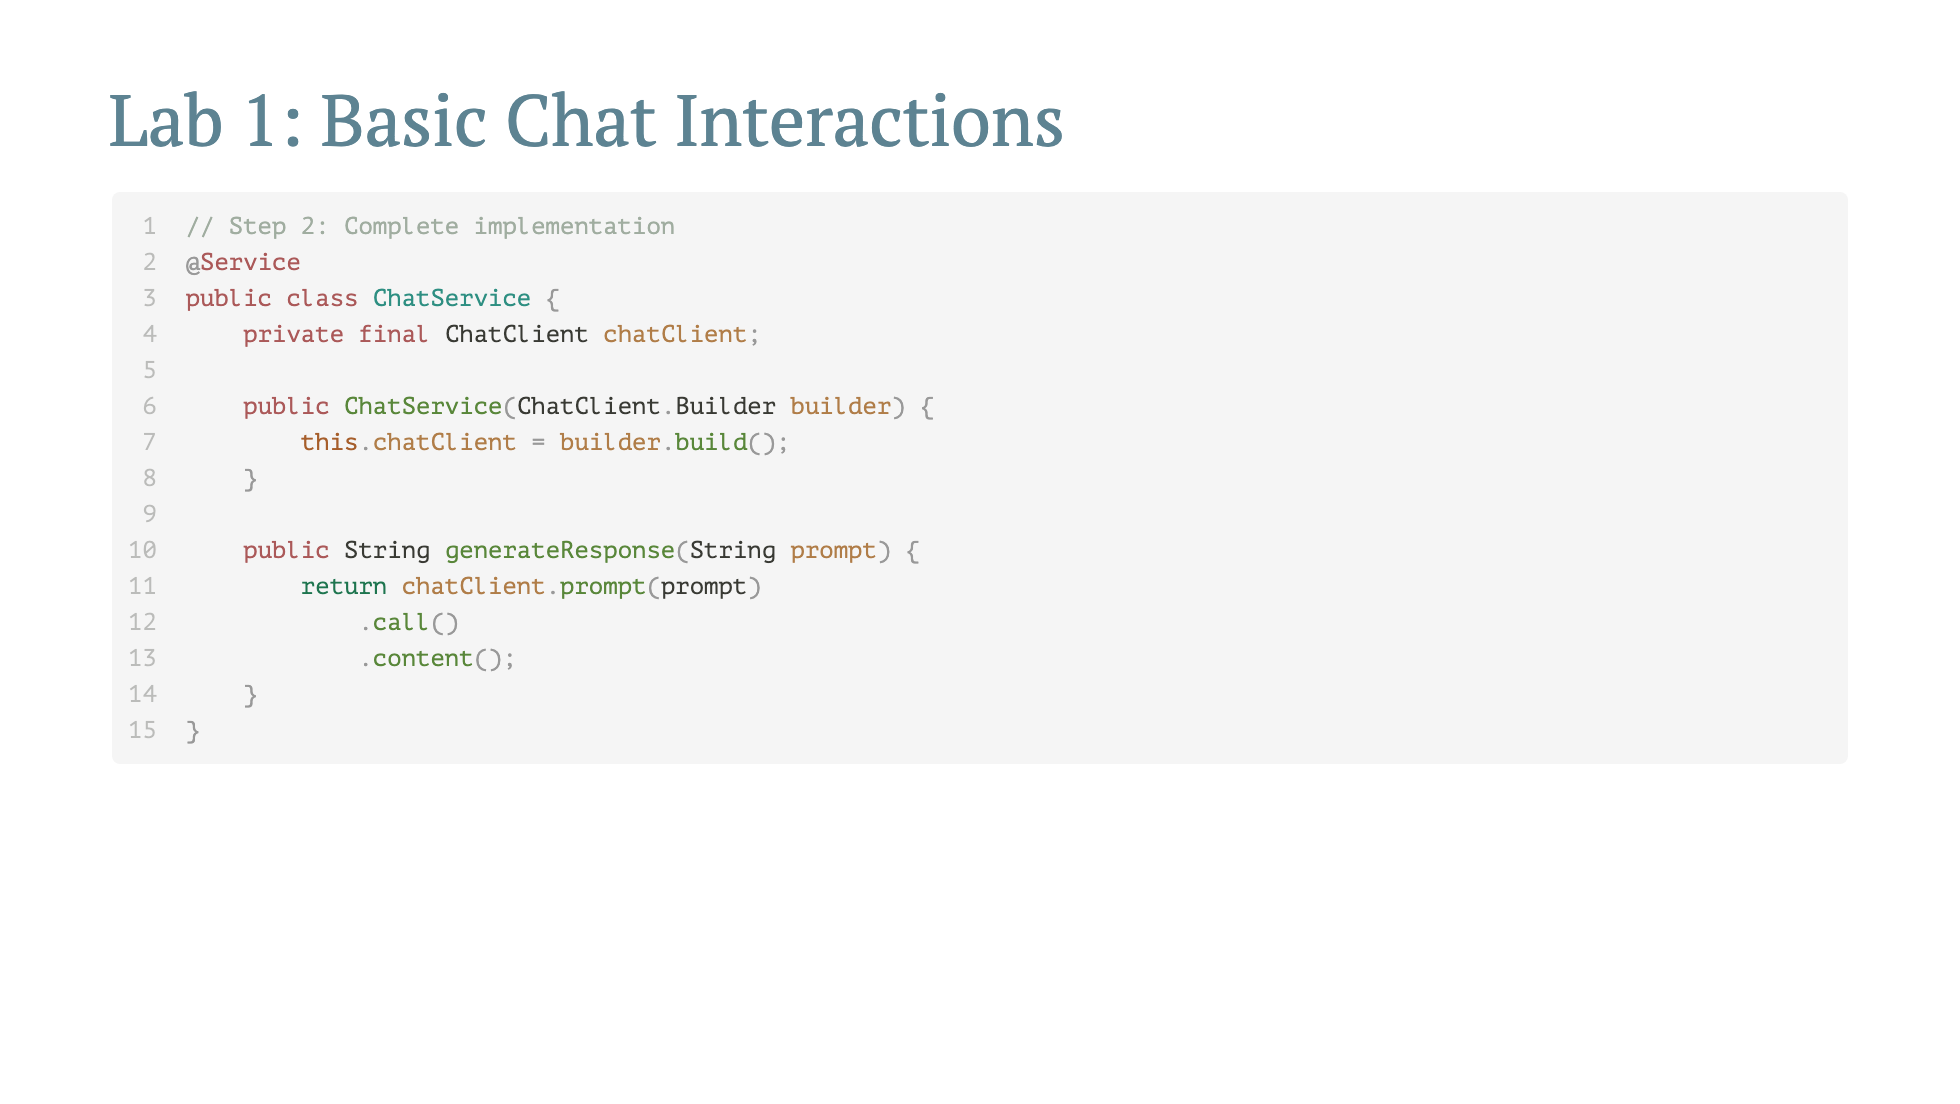 Lab 1: Basic Chat Interactions
1 // Step 2: Complete implementation
2 @Service
3 public class ChatService {
4     private final ChatClient chatClient;
5
6     public ChatService(ChatClient.Builder builder) {
7         this.chatClient = builder.build();
8     }
9
10     public String generateResponse(String prompt) {
11         return chatClient.prompt(prompt)
12             .call()
13             .content();
14     }
15 }